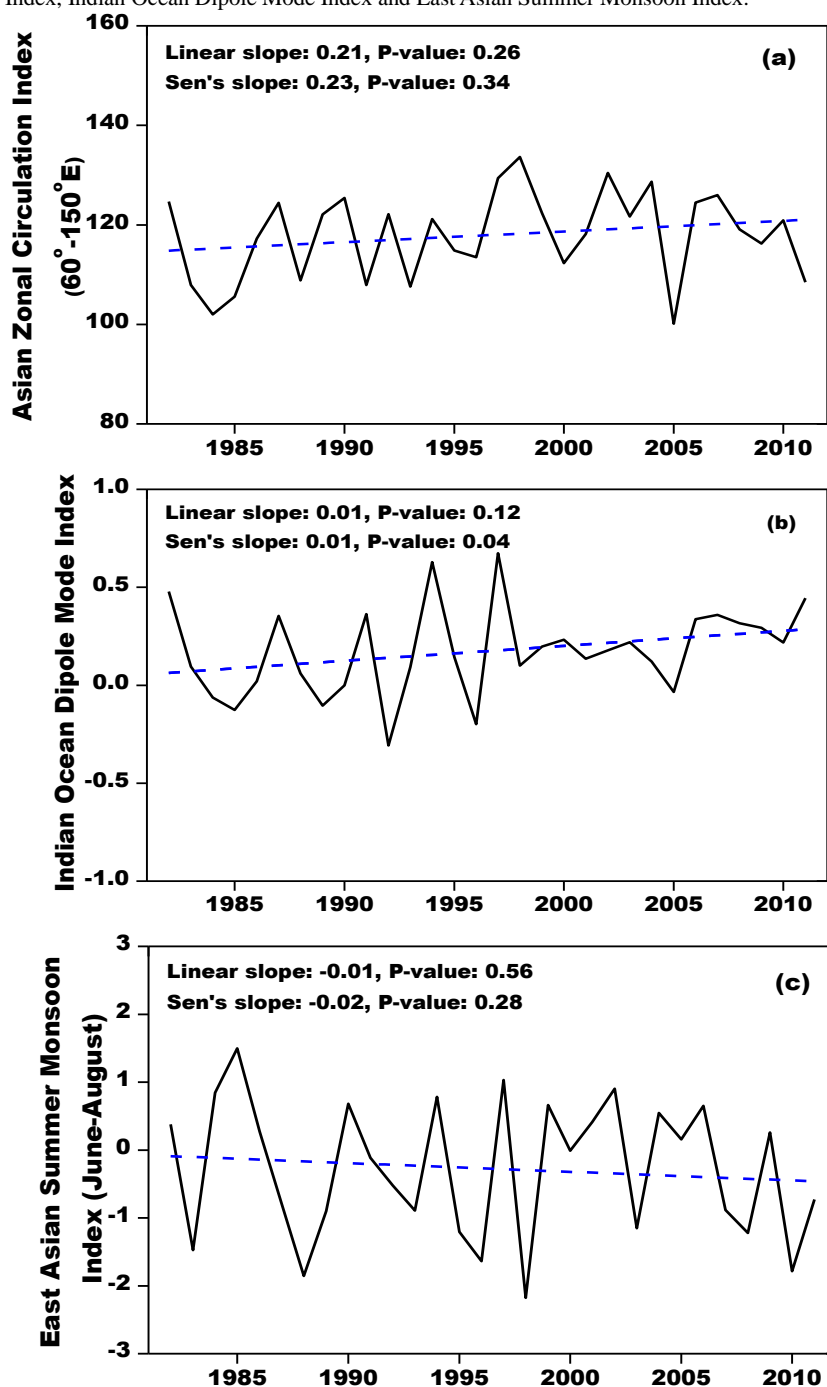 Index, Indian Ocean Dipole Mode Index and East Asian Summer Monsoon Index.
160
140
120
100
80
Asian Zonal Circulation Index
(60°-150°E)
Linear slope: 0.21, P-value: 0.26
Sen's slope: 0.23, P-value: 0.34
(a)
1985 1990 1995 2000 2005 2010
1.0
0.5
0.0
-0.5
-1.0
Indian Ocean Dipole Mode Index
Linear slope: 0.01, P-value: 0.12
Sen's slope: 0.01, P-value: 0.04
(b)
1985 1990 1995 2000 2005 2010
3
2
1
0
-1
-2
-3
East Asian Summer Monsoon
Index (June-August)
Linear slope: -0.01, P-value: 0.56
Sen's slope: -0.02, P-value: 0.28
(c)
1985 1990 1995 2000 2005 2010